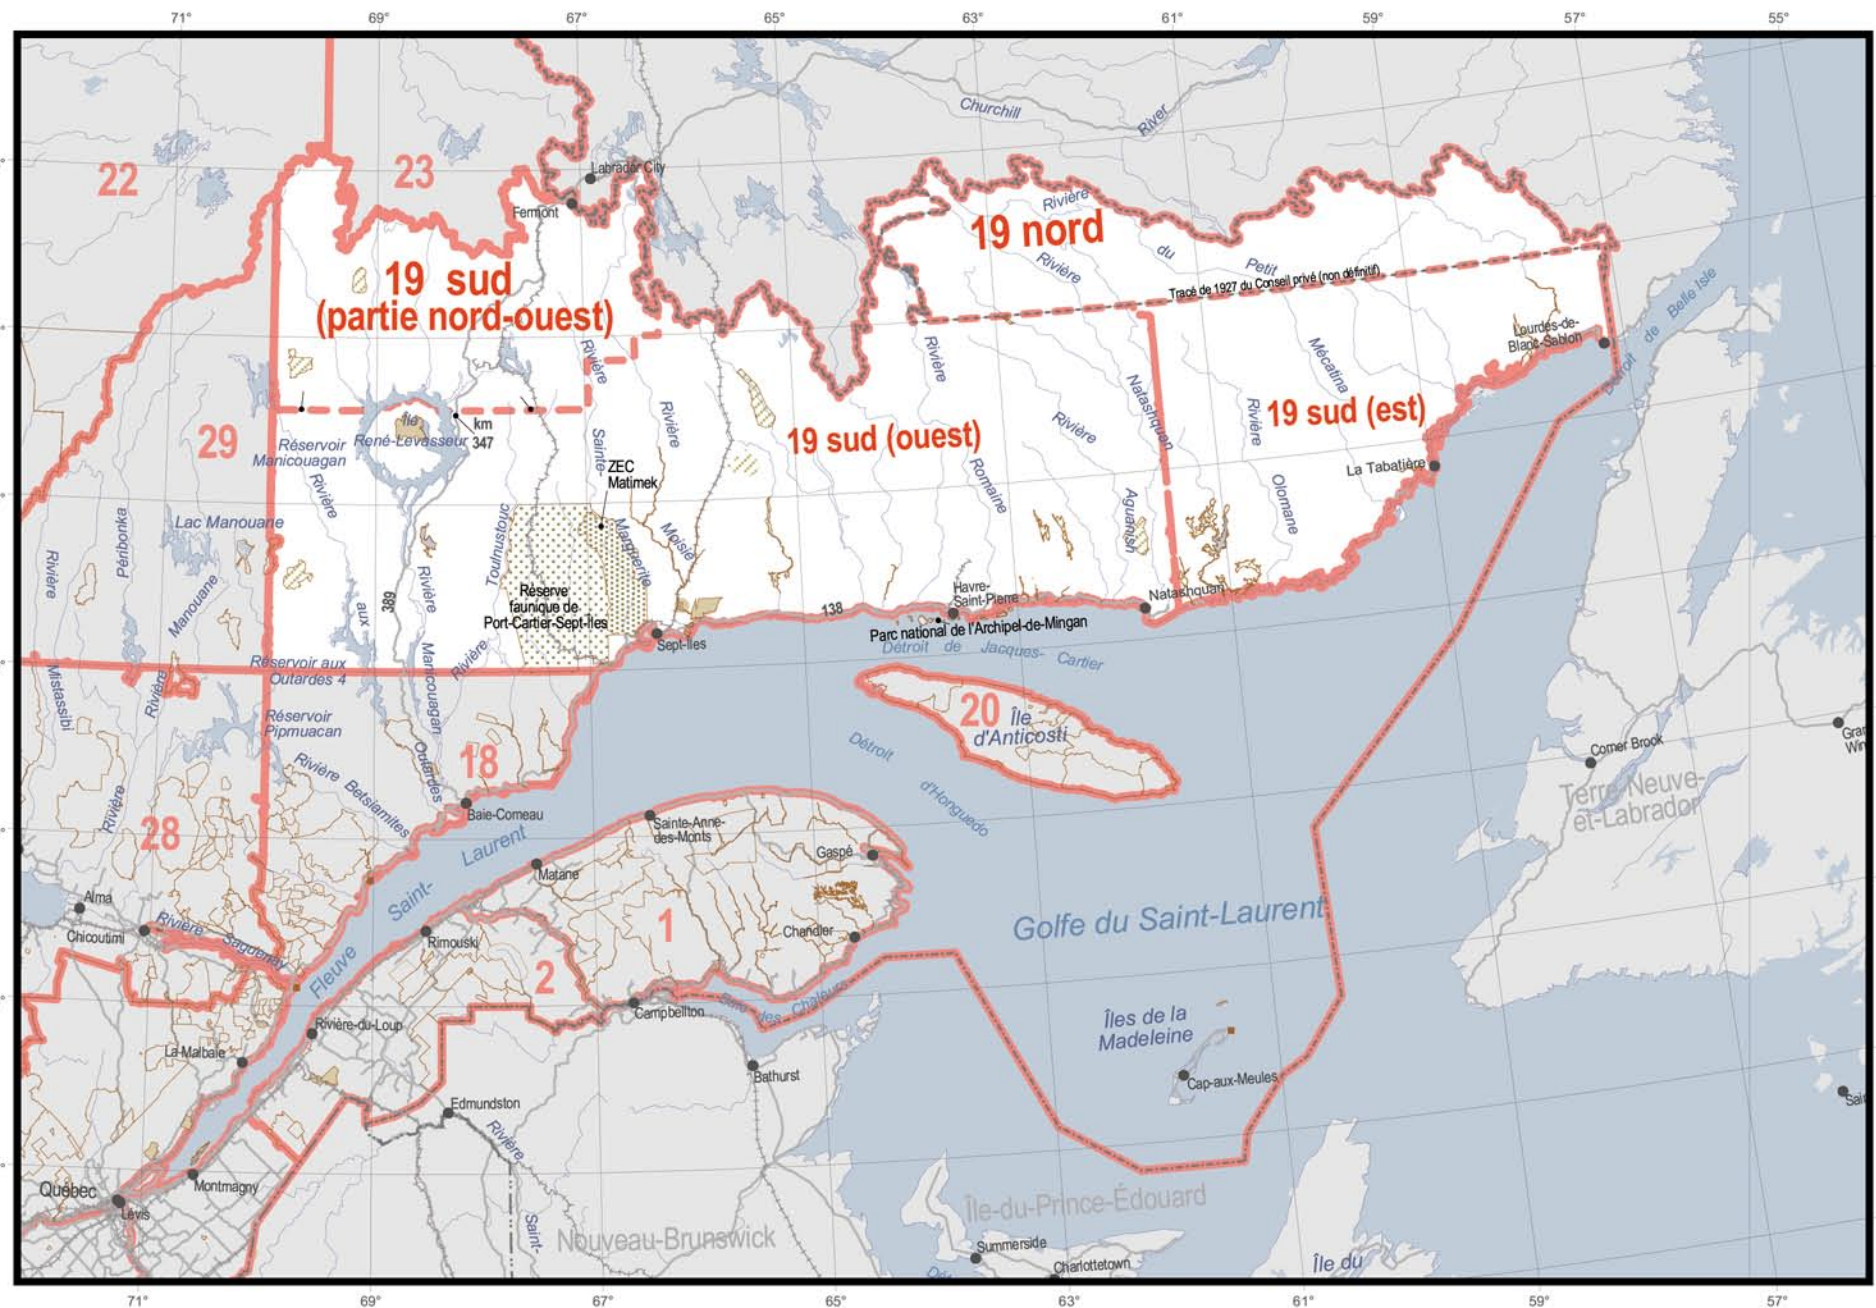 71°
69°
67°
65°
63°
61°
59°
57°
55°
Churchill
River
22
23
Labrador City
Fermont
Rivière
19 nord
du
Petit
Rivière
19 sud
(partie nord-ouest)
Tracé de 1927 du Conseil privé (non définitif)
Détroit de Belle Isle
Lourdes-de-
Blanc-Sablon
Rivière
Rivière
Mécatina
Natashquan
Rivière
Rivière
Rivière
19 sud (est)
19 sud (ouest)
29
Île
René-Levasseur
km
347
Réservoir
Manicouagan
Sainte-
Marguerite
ZEC
Matimek
La Tabatière
Romaine
Aguanish
Olomane
Rivière
aux
Outardes
Toulnustouc
Rivière
Moisie
Lac Manouane
Péribonka
Rivière
Rivière
Mistassibi
Manouane
389
Rivière
Manicouagan
Réserve
faunique de
Port-Cartier-Sept-Îles
Havre-
Saint-Pierre
Natashquan
138
Parc national de l'Archipel-de-Mingan
Détroit de Jacques- Cartier
Sept-Îles
Réservoir aux
Outardes 4
Rivière
Réservoir
Pipmuacan
20
Île
d'Anticosti
Détroit
d'Honguedo
18
Rivière Betsiamites
Baie-Comeau
Corner Brook
Terre-Neuve-
et-Labrador
Gra
Win
28
Laurent
Saint-
Fleuve
Sainte-Anne-
des-Monts
Gaspé
Matane
Alma
Chicoutimi
Rivière Saguenay
1
Rimouski
Chandler
Golfe du Saint-Laurent
2
Campbellton
Baie des Chaleurs
Îles de la
Madeleine
Cap-aux-Meules
Rivière-du-Loup
La Malbaie
Bathurst
Edmundston
Rivière
Saint-
Sai
Québec
Lévis
Montmagny
Nouveau-Brunswick
Île-du-Prince-Édouard
Summerside
Charlottetown
Dét
Île du
71°
69°
67°
65°
63°
61°
59°
57°